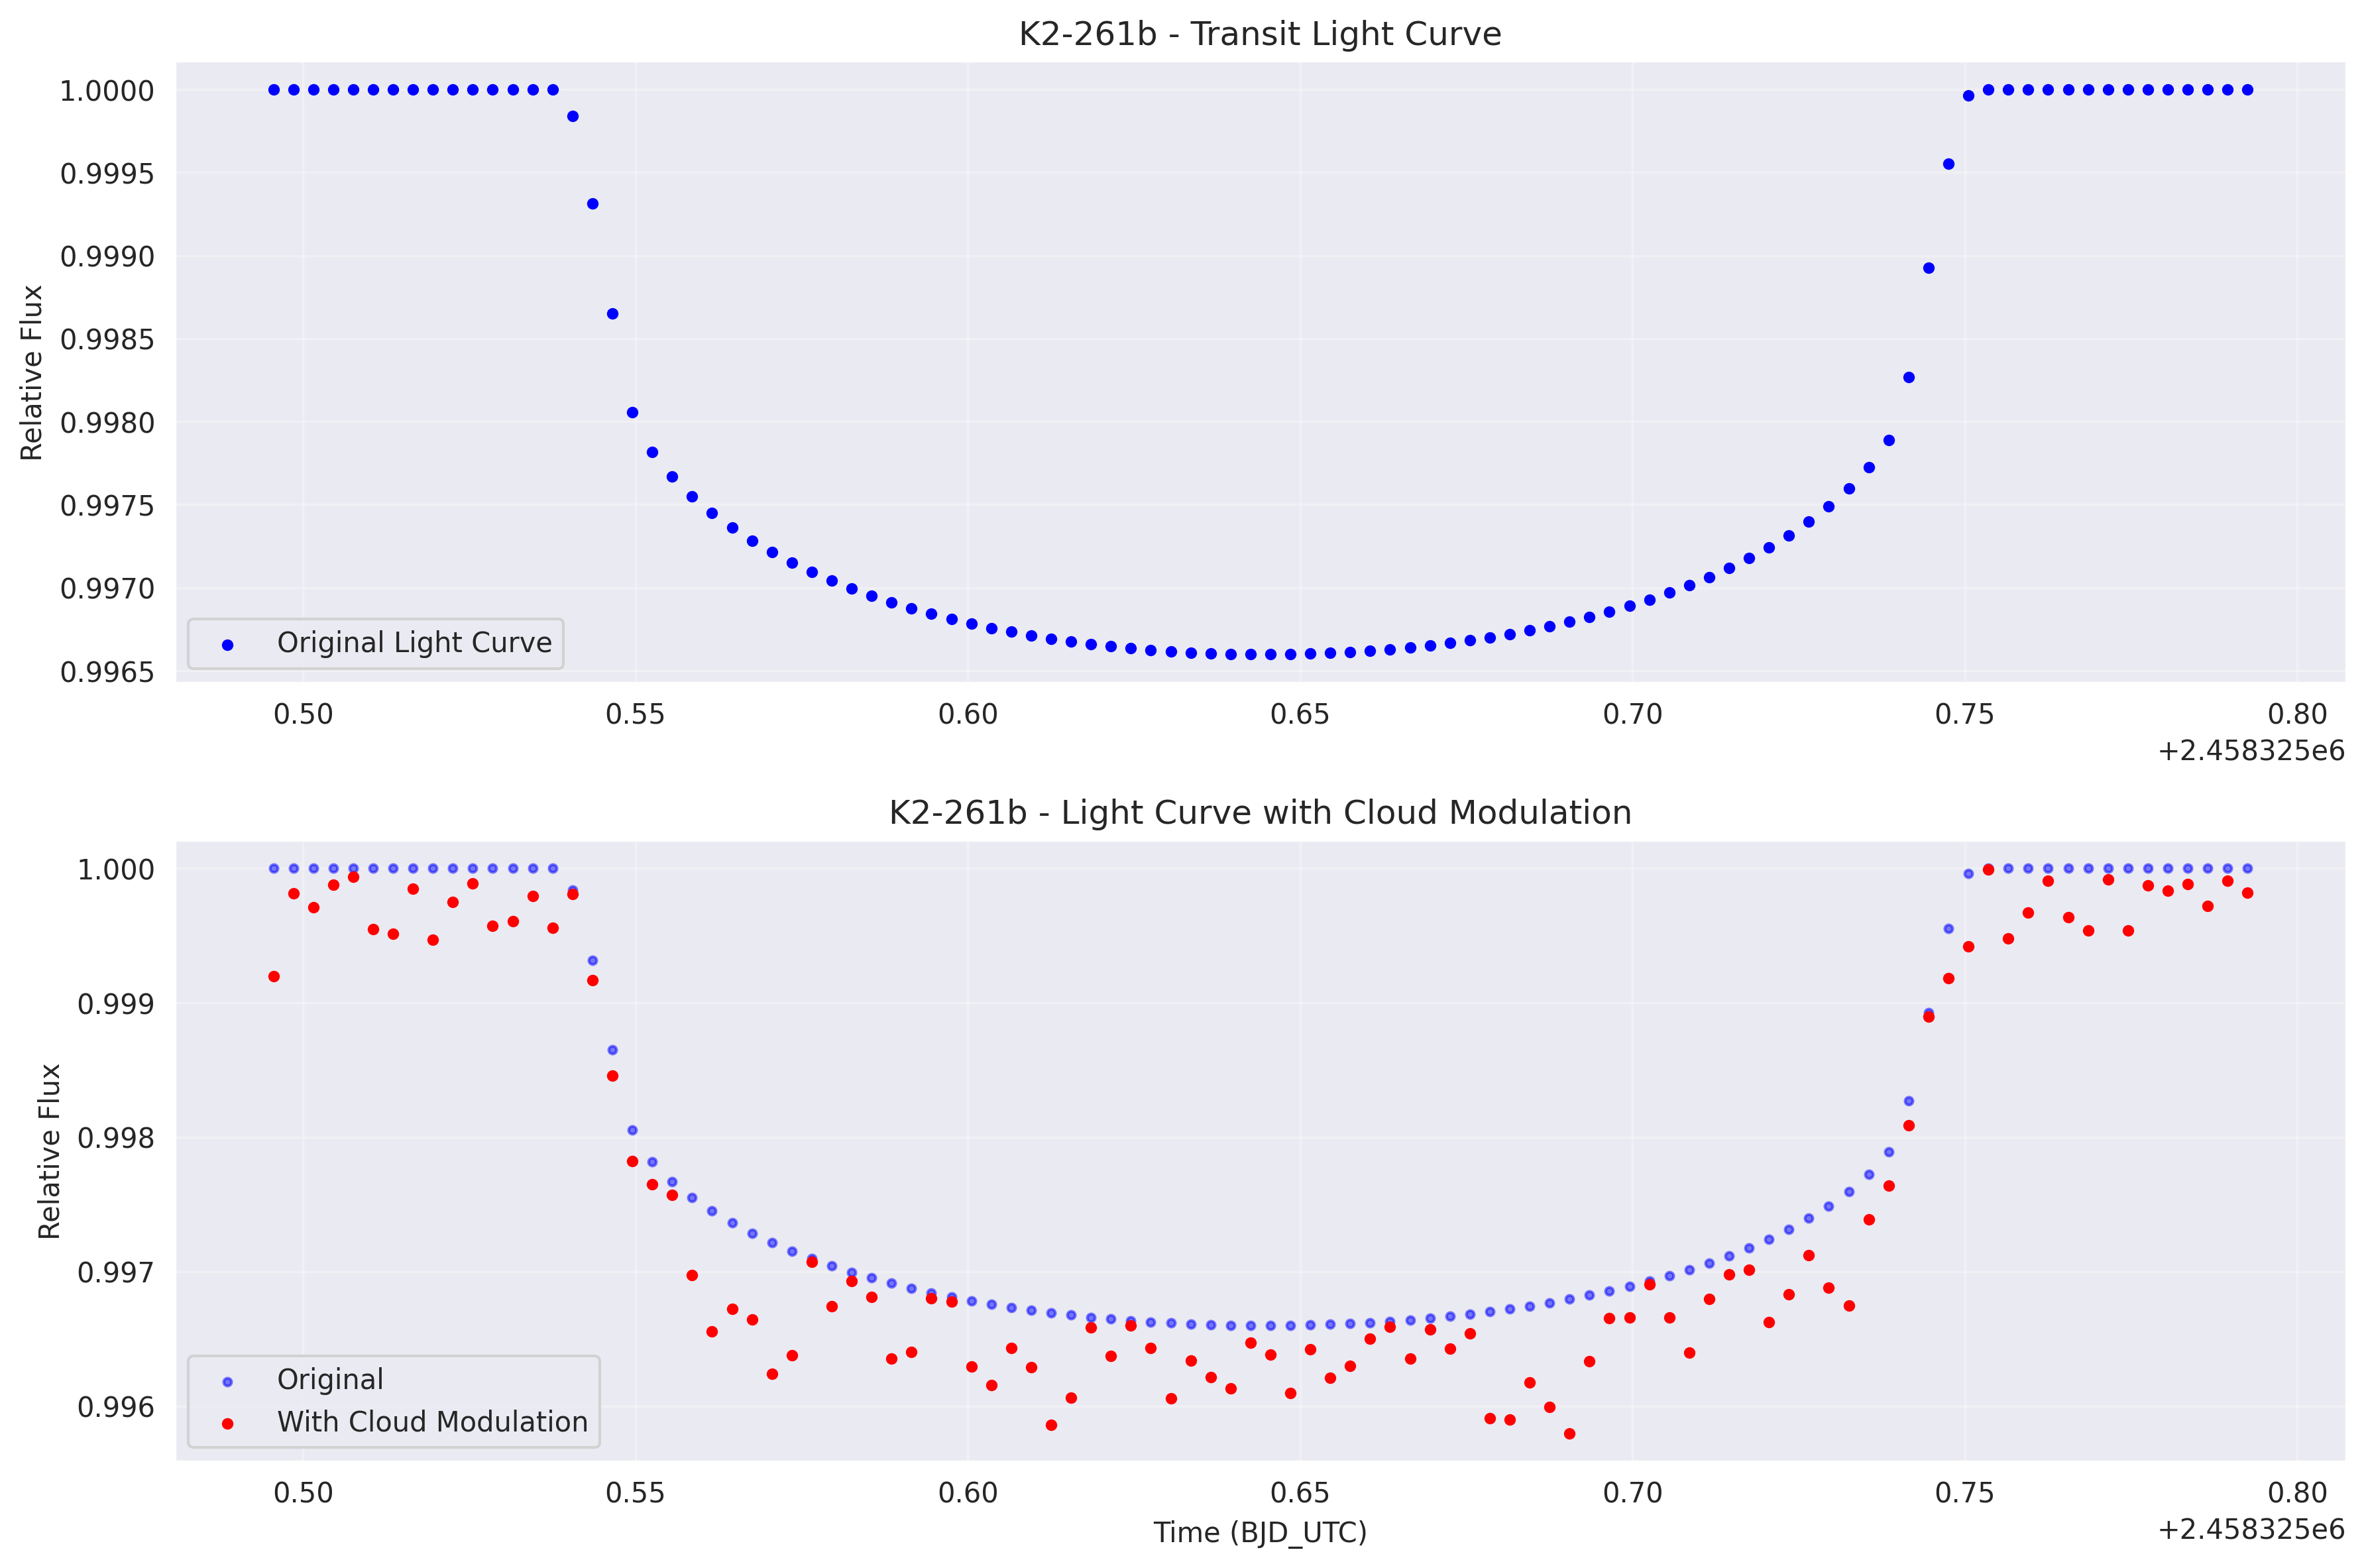 K2-261b - Transit Light Curve
Relative Flux
1.0000
0.9995
0.9990
0.9985
0.9980
0.9975
0.9970
0.9965
Original Light Curve
0.50 0.55 0.60 0.65 0.70 0.75 0.80
+2.458325e6
K2-261b - Light Curve with Cloud Modulation
Relative Flux
1.000
0.999
0.998
0.997
0.996
Original
With Cloud Modulation
0.50 0.55 0.60 0.65 0.70 0.75 0.80
Time (BJD_UTC)
+2.458325e6